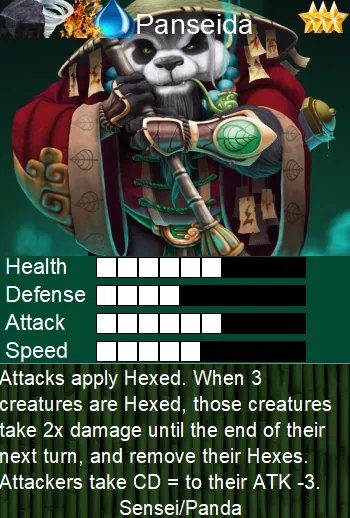 Panseida
Health
Defense
Attack
Speed
Attacks apply Hexed. When 3
creatures are Hexed, those creatures
take 2x damage until the end of their
next turn, and remove their Hexes.
Attackers take CD = to their ATK -3.
Sensei/Panda